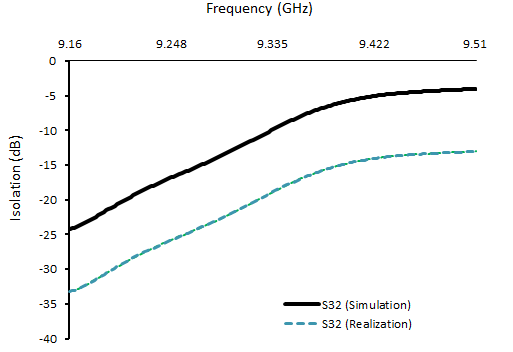 Frequency (GHz)
9.16 9.248 9.335 9.422 9.51
0
-5
-10
-15
-20
-25
-30
-35
-40
Isolation (dB)
S32 (Simulation)
S32 (Realization)